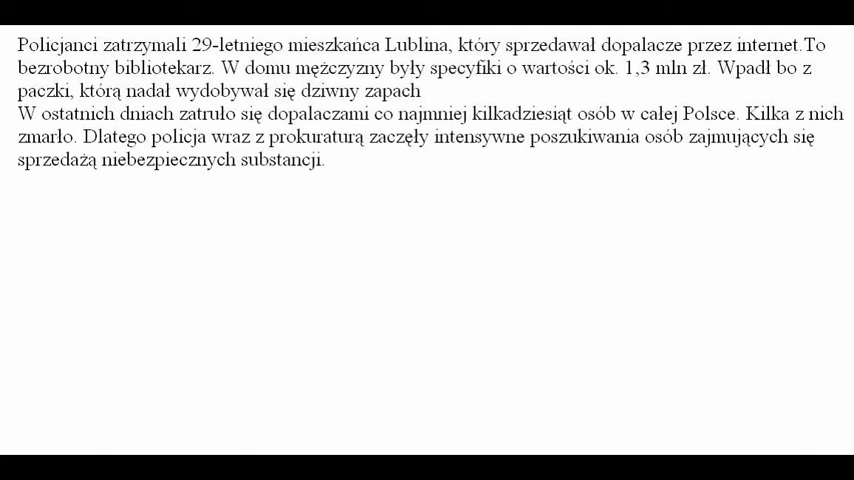 Policjanci zatrzymali 29-letniego mieszkańca Lublina, który sprzedawał dopalacze przez internet.To
bezrobotny bibliotekarz. W domu mężczyzny były specyfiki o wartości ok. 1,3 mln zł. Wpadł bo z
paczki, którą nadał wydobywał się dziwny zapach
W ostatnich dniach zatruło się dopalaczami co najmniej kilkadziesiąt osób w całej Polsce. Kilka z nich
zmarło. Dlatego policja wraz z prokuraturą zaczęły intensywne poszukiwania osób zajmujących się
sprzedażą niebezpiecznych substancji.